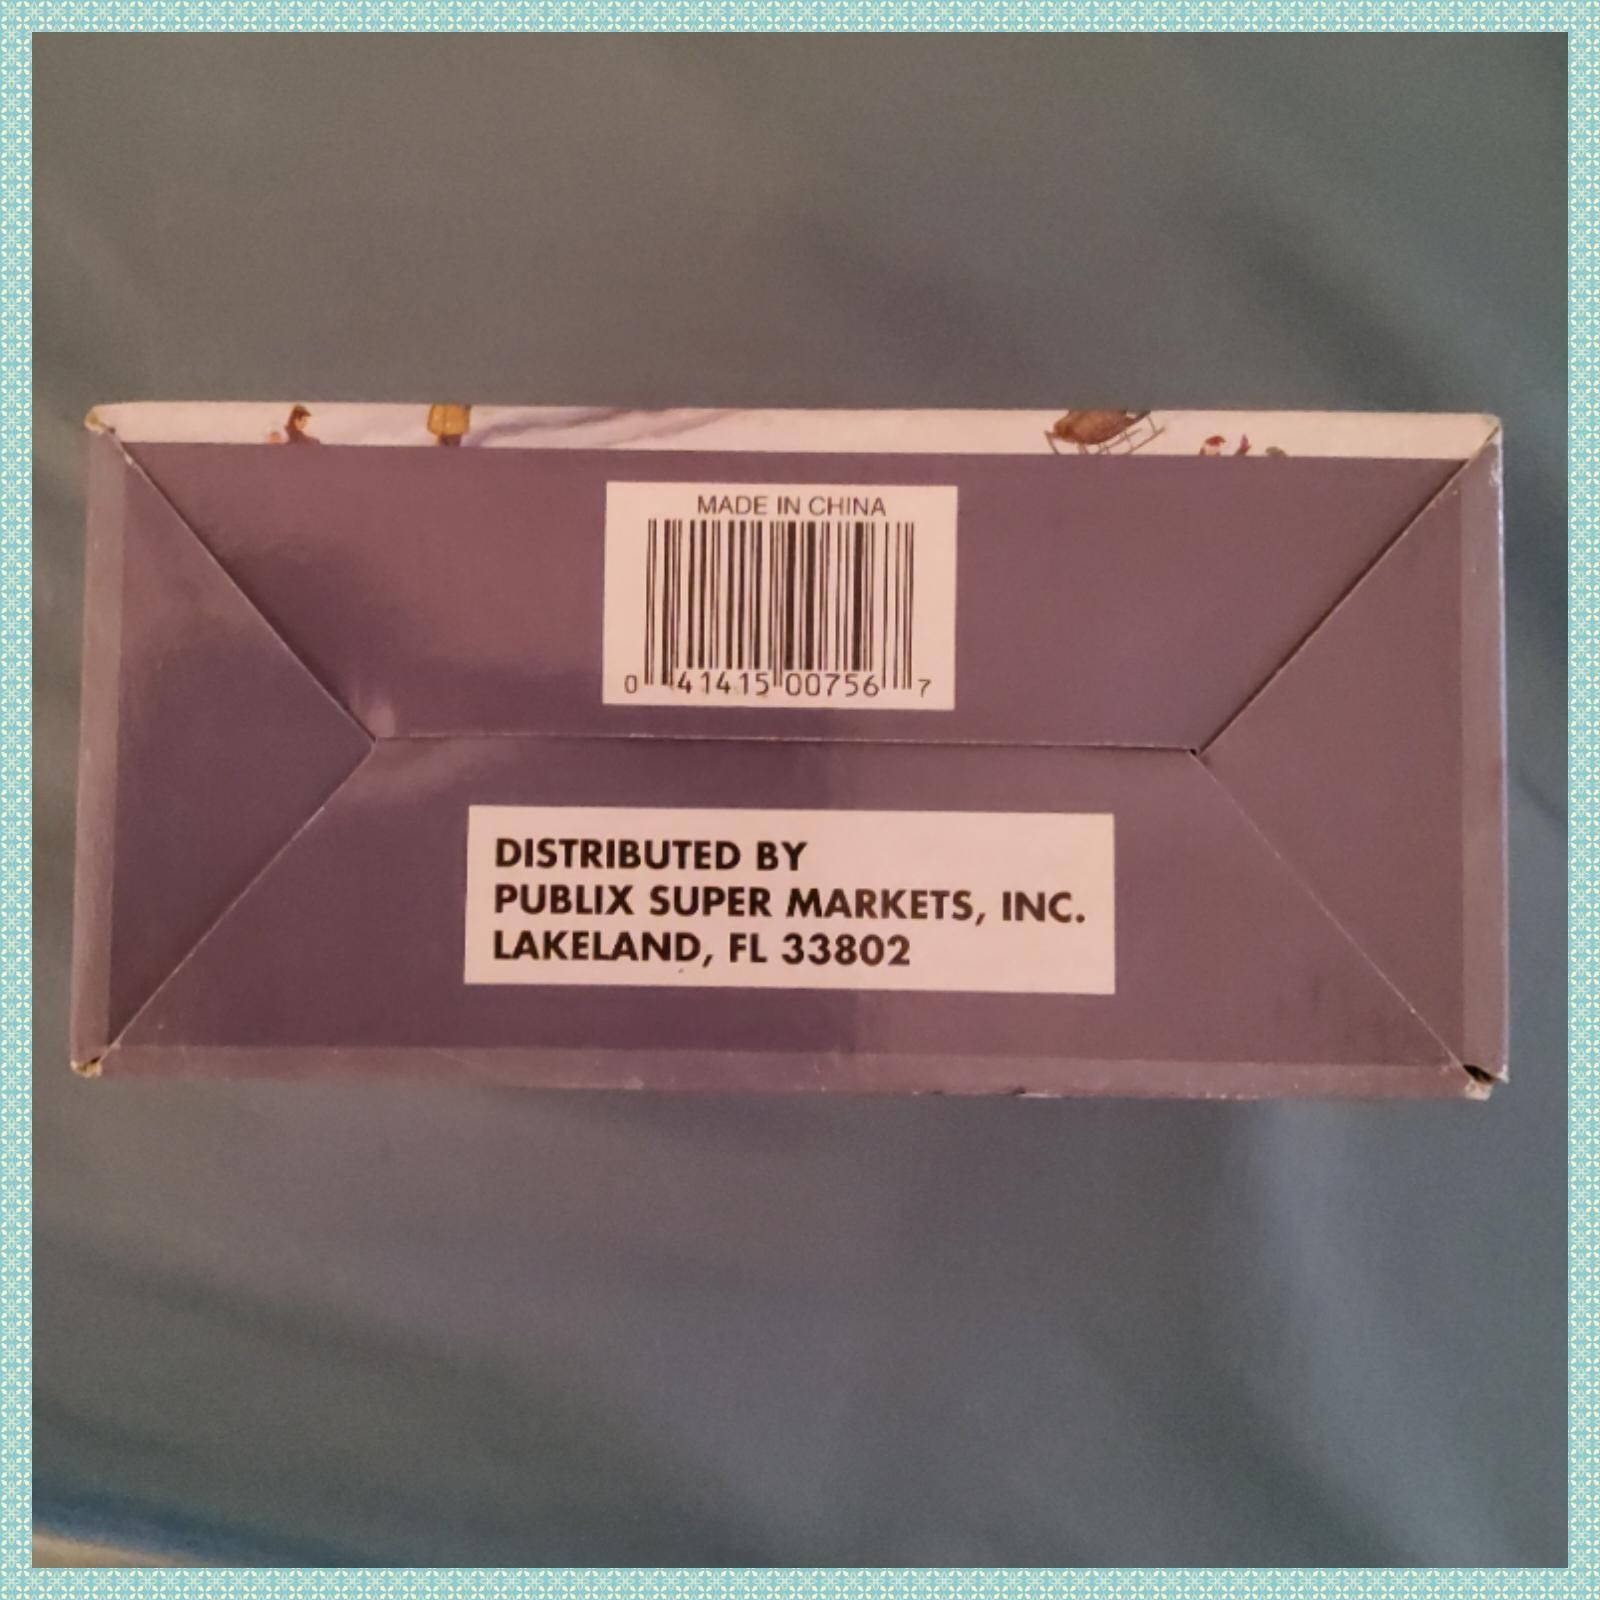 MADE IN CHINA
0 41415 00756 7
DISTRIBUTED BY
PUBLIX SUPER MARKETS, INC.
LAKELAND, FL 33802